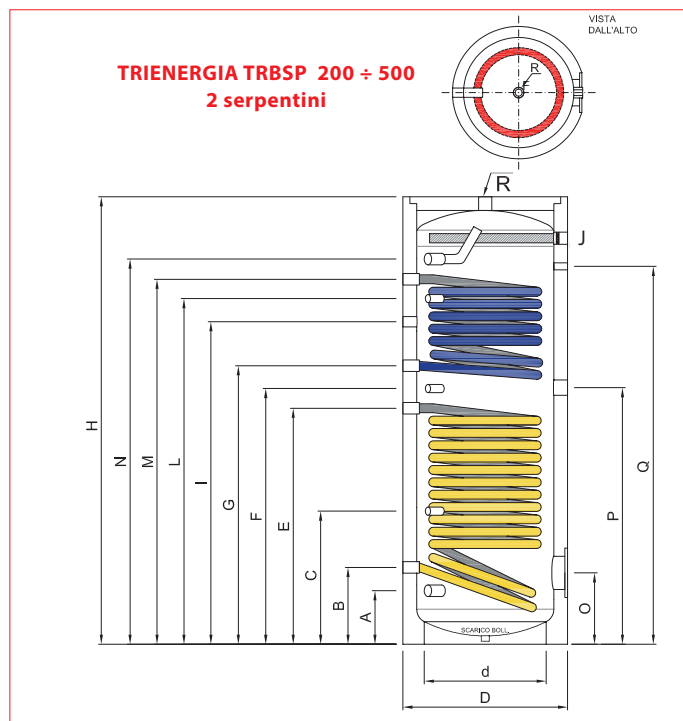 VISTA
DALL'ALTO
TRIENERGIA TRBSP 200 ÷ 500
2 serpentini
R
R
J
H
N
M
L
I
G
F
E
C
B
A
Q
P
O
SCARICO BOLL.
d
D